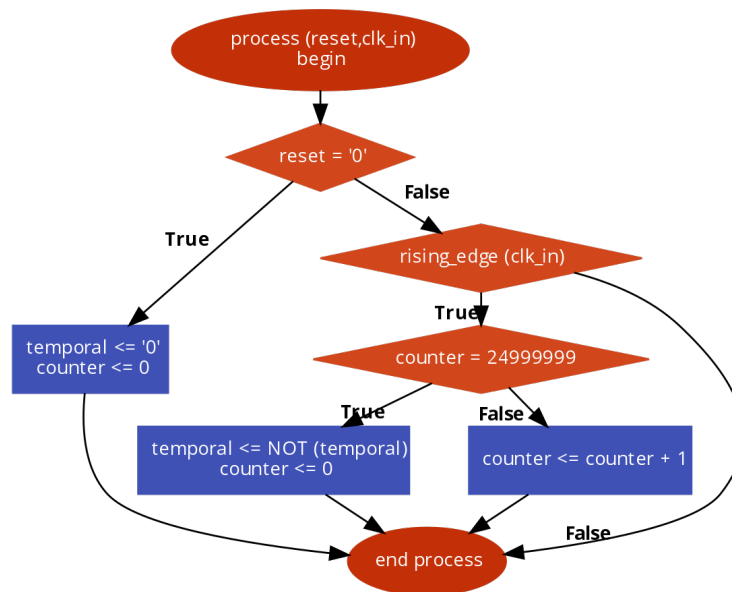 process (reset,clk_in)
begin
reset = '0'
False
True
rising_edge (clk_in)
True
temporal <= '0'
counter <= 0
counter = 24999999
True
False
temporal <= NOT (temporal)
counter <= 0
counter <= counter + 1
False
end process